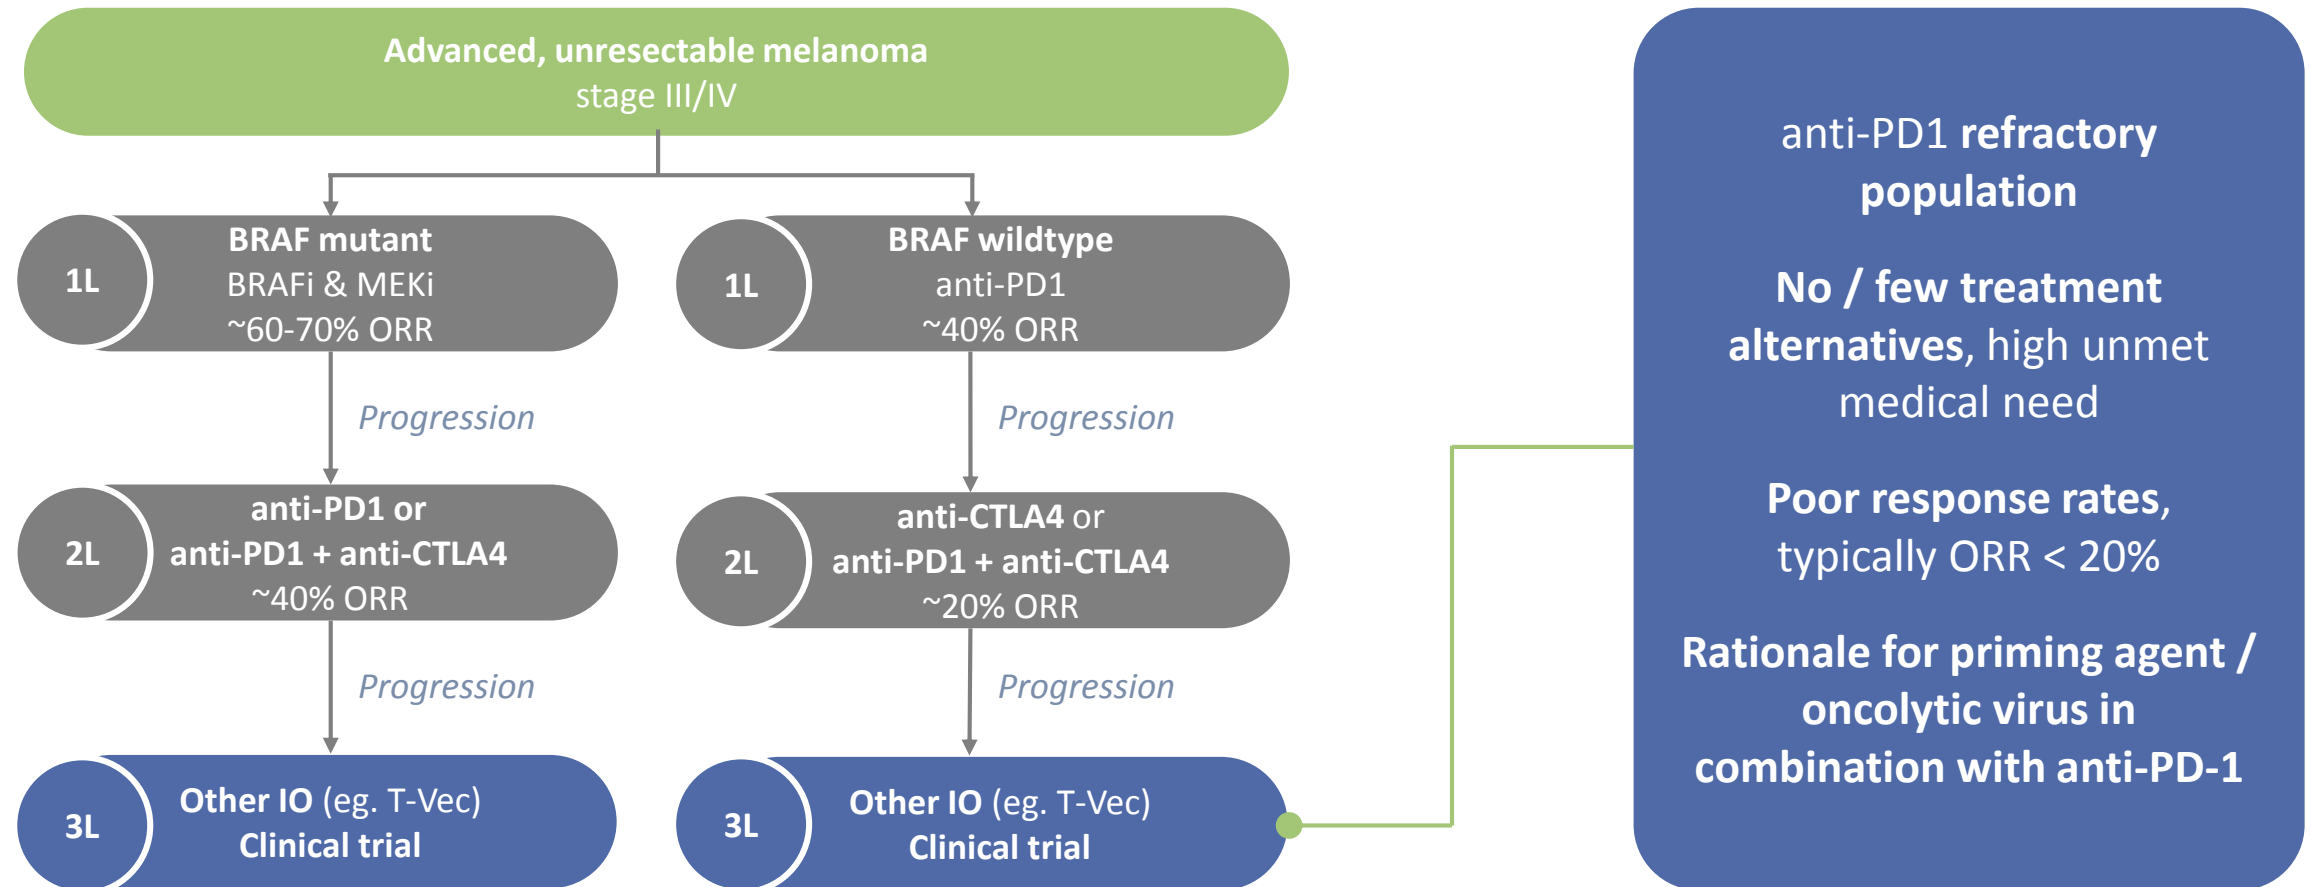 Advanced, unresectable melanoma
stage III/IV
1L
BRAF mutant
BRAFi & MEKi
~60-70% ORR
1L
BRAF wildtype
anti-PD1
~40% ORR
Progression
Progression
2L
anti-PD1 or
anti-PD1 + anti-CTLA4
~40% ORR
2L
anti-CTLA4 or
anti-PD1 + anti-CTLA4
~20% ORR
Progression
Progression
3L
Other IO (eg. T-Vec)
Clinical trial
3L
Other IO (eg. T-Vec)
Clinical trial
anti-PD1 refractory
population
No / few treatment
alternatives, high unmet
medical need
Poor response rates,
typically ORR < 20%
Rationale for priming agent /
oncolytic virus in
combination with anti-PD-1